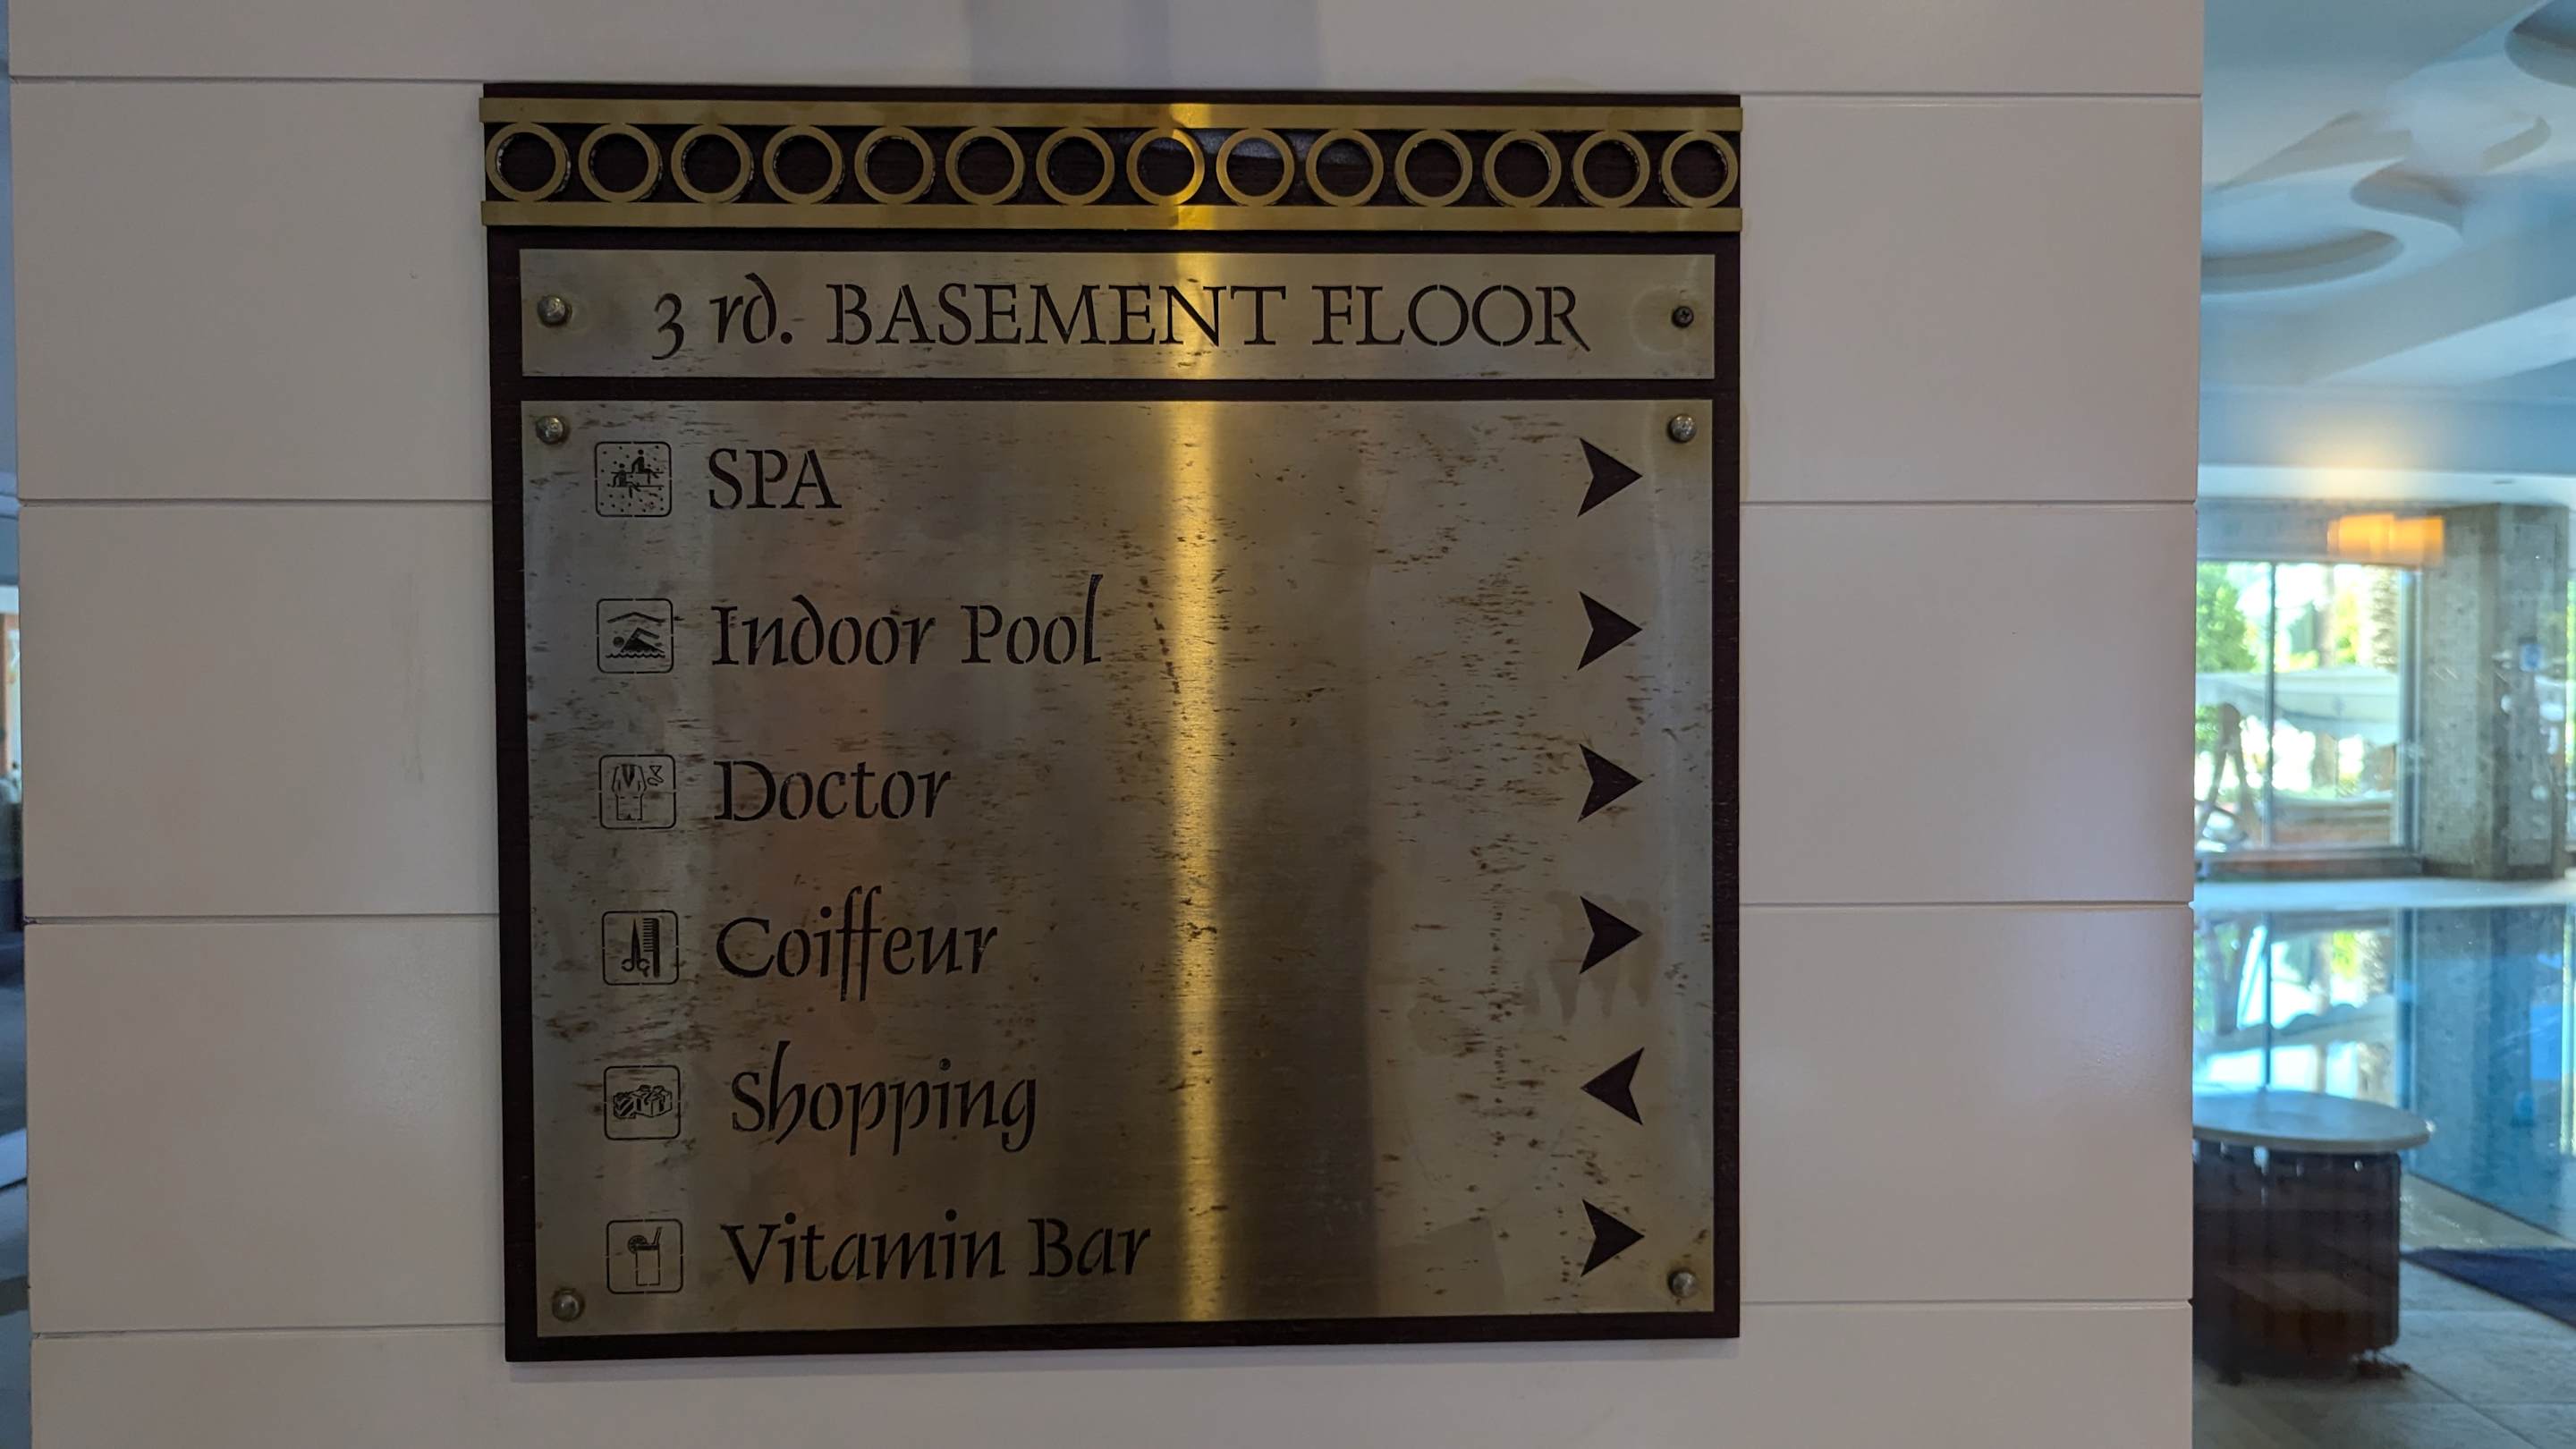 3 rd. BASEMENT FLOOR
SPA
Indoor Pool
Doctor
Coiffeur
Shopping
Vitamin Bar